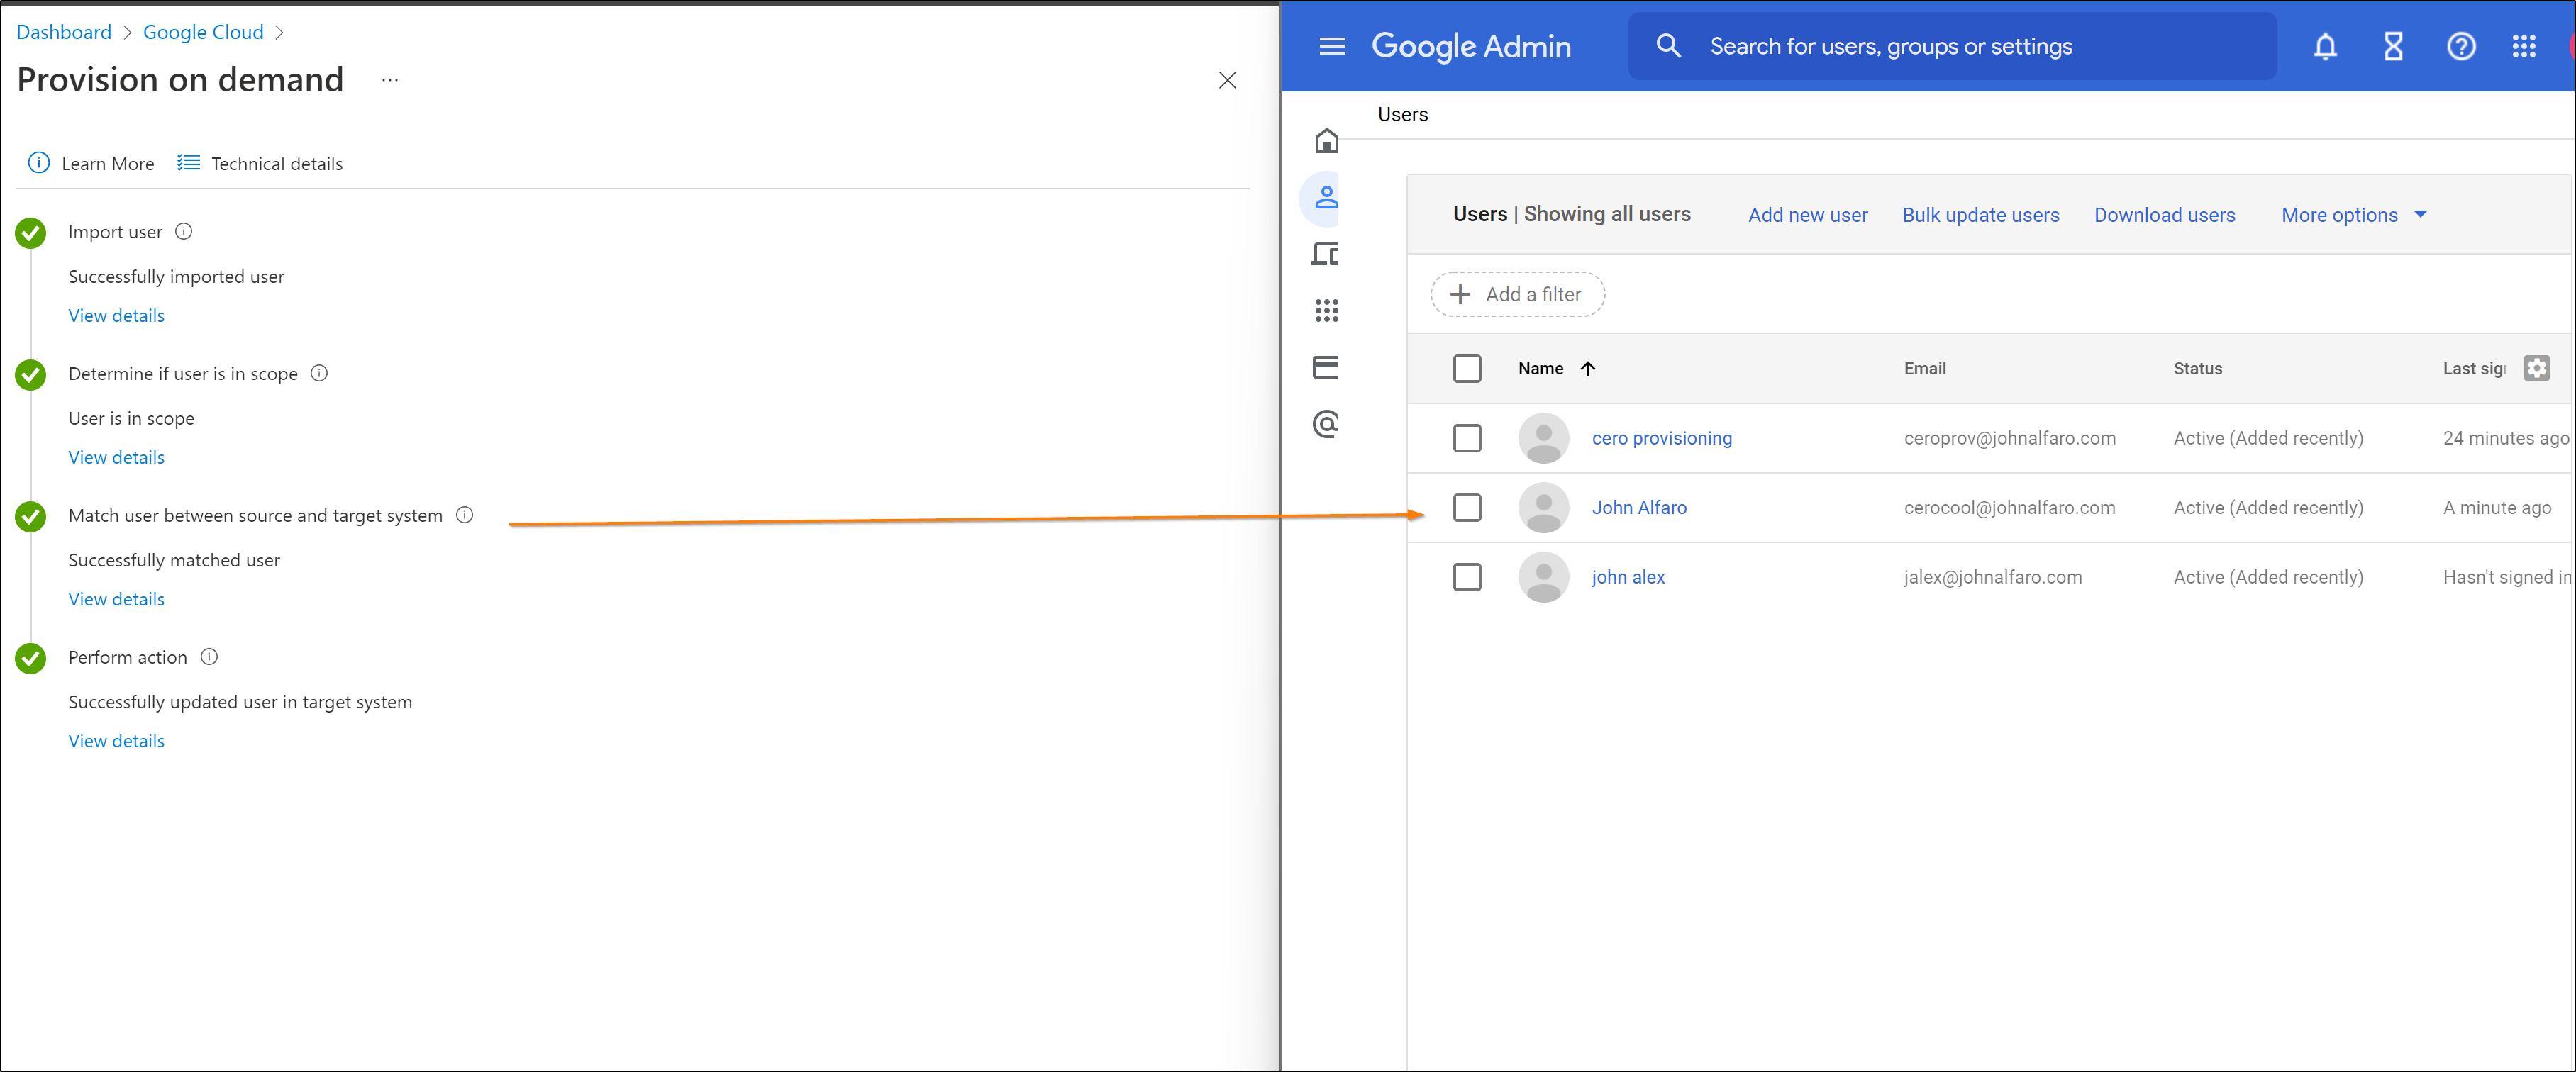 Dashboard > Google Cloud >
Provision on demand ...
Learn More Technical details
Import user
Successfully imported user
View details
Determine if user is in scope
User is in scope
View details
Match user between source and target system
Successfully matched user
View details
Perform action
Successfully updated user in target system
View details
Google Admin Search for users, groups or settings
Users
Users | Showing all users Add new user Bulk update users Download users More options
Add a filter
Name Email Status Last sig
cero provisioning ceroprov@johnalfaro.com Active (Added recently) 24 minutes ago
John Alfaro cerocool@johnalfaro.com Active (Added recently) A minute ago
john alex jalex@johnalfaro.com Active (Added recently) Hasn't signed in